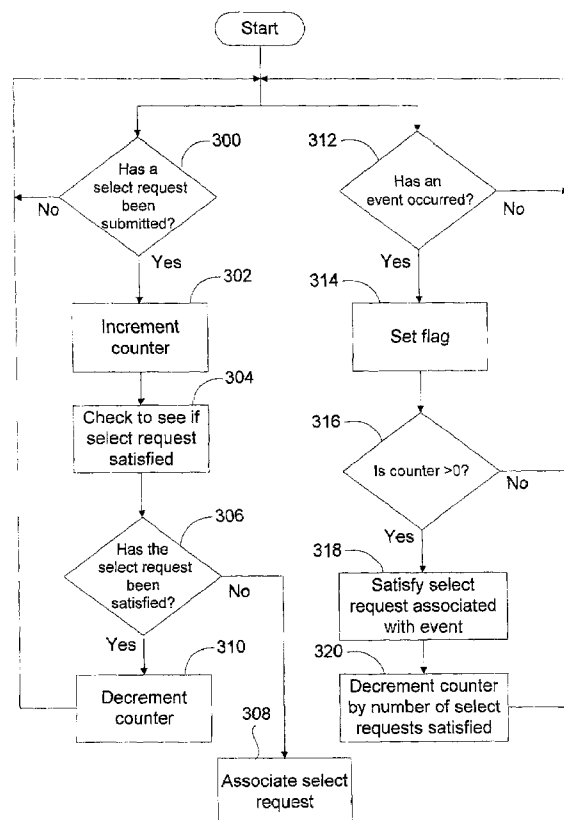 Start
300
Has a
select request
been
submitted?
No
Yes
302
Increment
counter
304
Check to see if
select request
satisfied
306
Has the
select request
been
satisfied?
No
Yes
310
Decrement
counter
308
Associate select
request
312
Has an
event occurred?
No
Yes
314
Set flag
316
Is counter >0?
No
Yes
318
Satisfy select
request associated
with event
320
Decrement counter
by number of select
requests satisfied